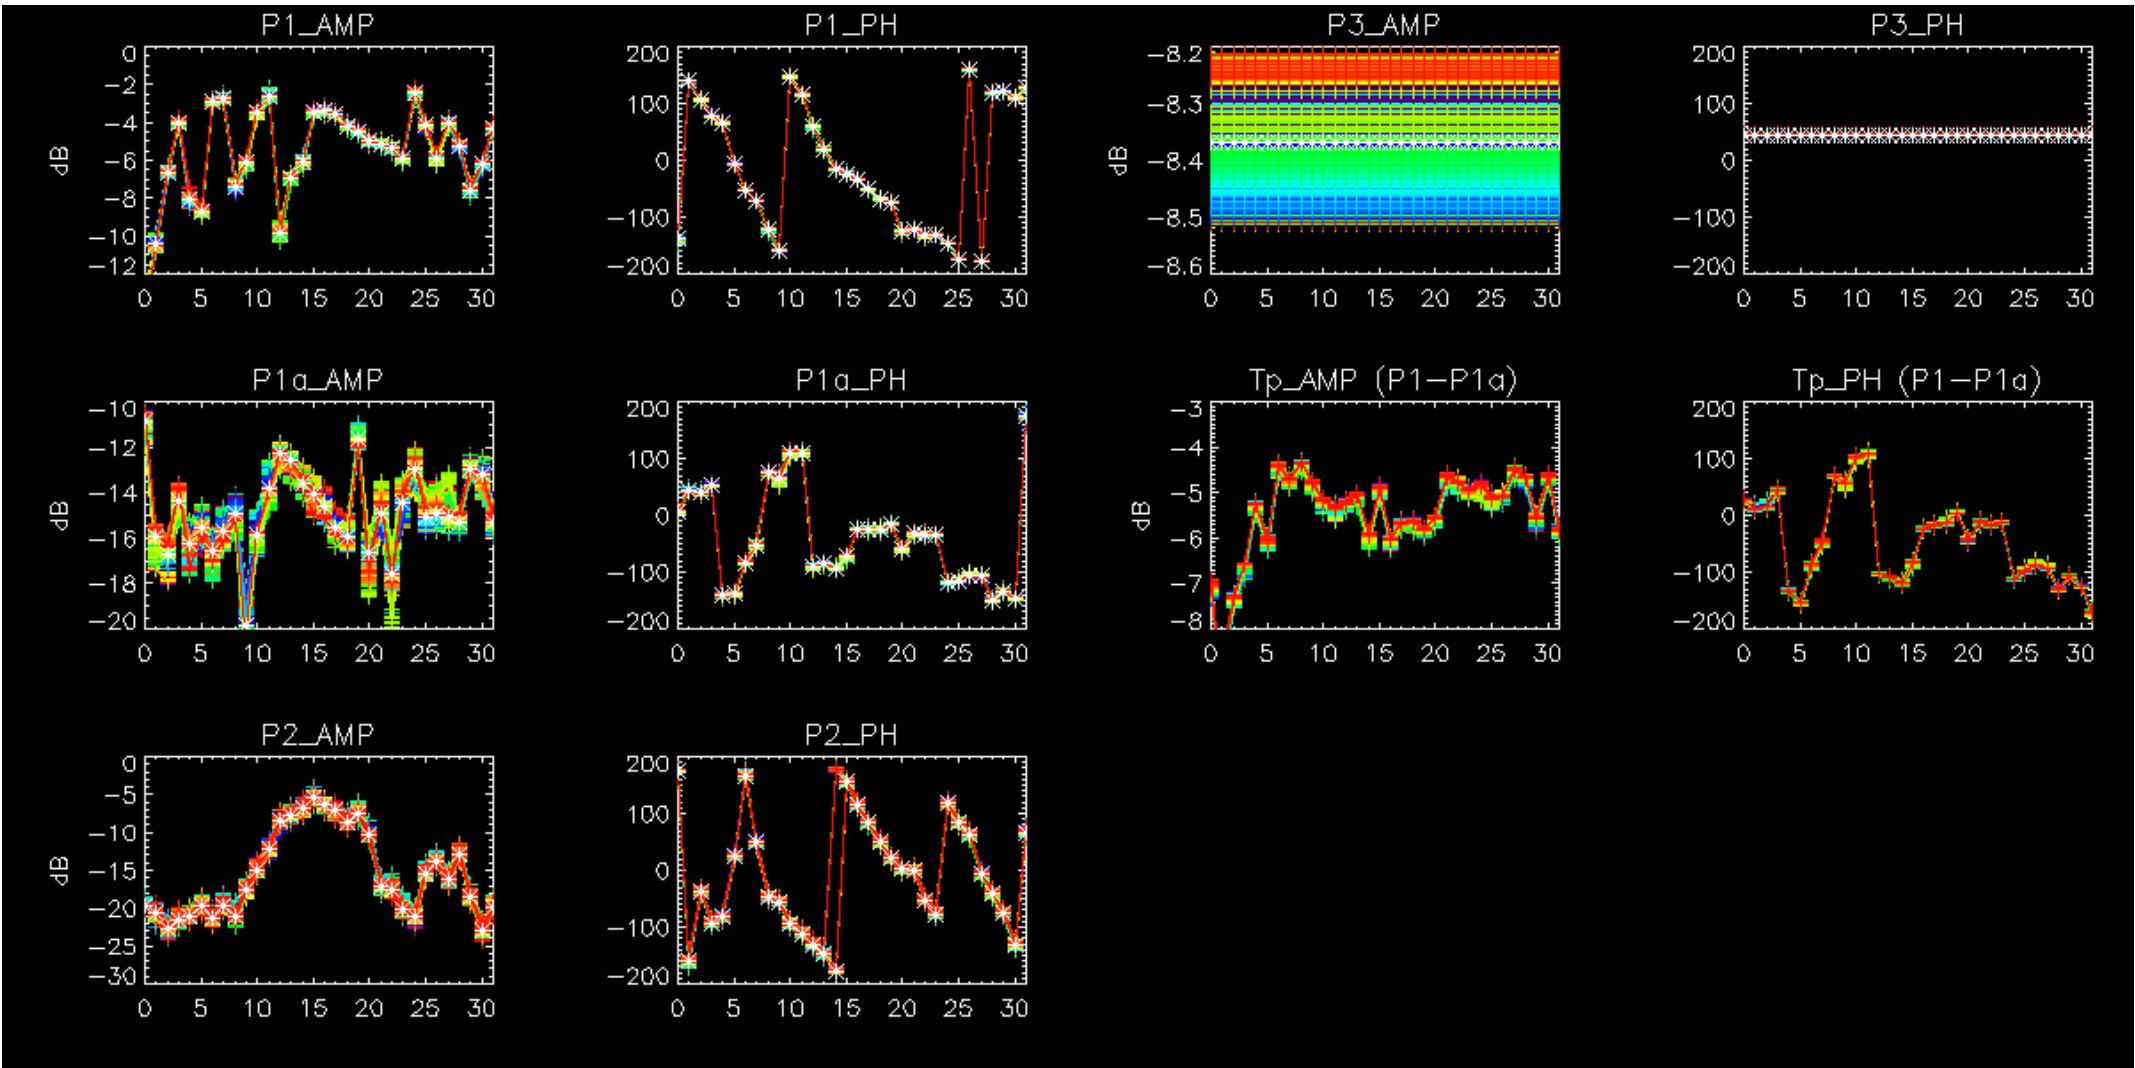 P1_AMP P1_PH P3_AMP P3_PH
0 200 -8.2 200
-2 100 -8.3 100
-4 0 -8.4 0
-6 -100 -8.5 -100
-8 -200 -8.6 -200
-10
-12
dB dB
0 5 10 15 20 25 30 0 5 10 15 20 25 30 0 5 10 15 20 25 30 0 5 10 15 20 25 30
P1a_AMP P1a_PH Tp_AMP (P1-P1a) Tp_PH (P1-P1a)
-10 200 -3 200
-12 100 -4 100
-14 0 -5 0
-16 -100 -6 -100
-18 -200 -7 -200
-20 -8
dB dB
0 5 10 15 20 25 30 0 5 10 15 20 25 30 0 5 10 15 20 25 30 0 5 10 15 20 25 30
P2_AMP P2_PH
0 200
-5 100
-10 0
-15 -100
-20 -200
-25
-30
dB
0 5 10 15 20 25 30 0 5 10 15 20 25 30